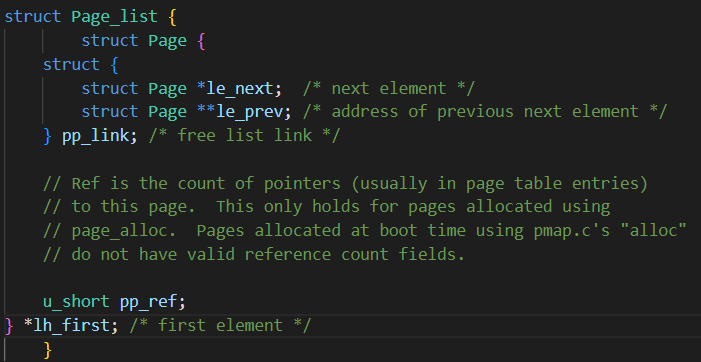 struct Page_list {
struct Page {
struct {
struct Page *le_next; /* next element */
struct Page **le_prev; /* address of previous next element */
} pp_link; /* free list link */
// Ref is the count of pointers (usually in page table entries)
// to this page.  This only holds for pages allocated using
// page_alloc.  Pages allocated at boot time using pmap.c's "alloc"
// do not have valid reference count fields.
u_short pp_ref;
} *lh_first; /* first element */
}